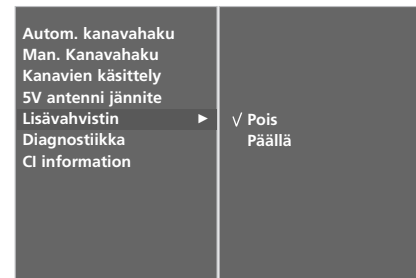 Autom. kanavahaku
Man. Kanavahaku
Kanavien käsittely
5V antenni jännite
Lisävahvistin ►
Diagnostiikka
CI information
√ Pois
Päällä